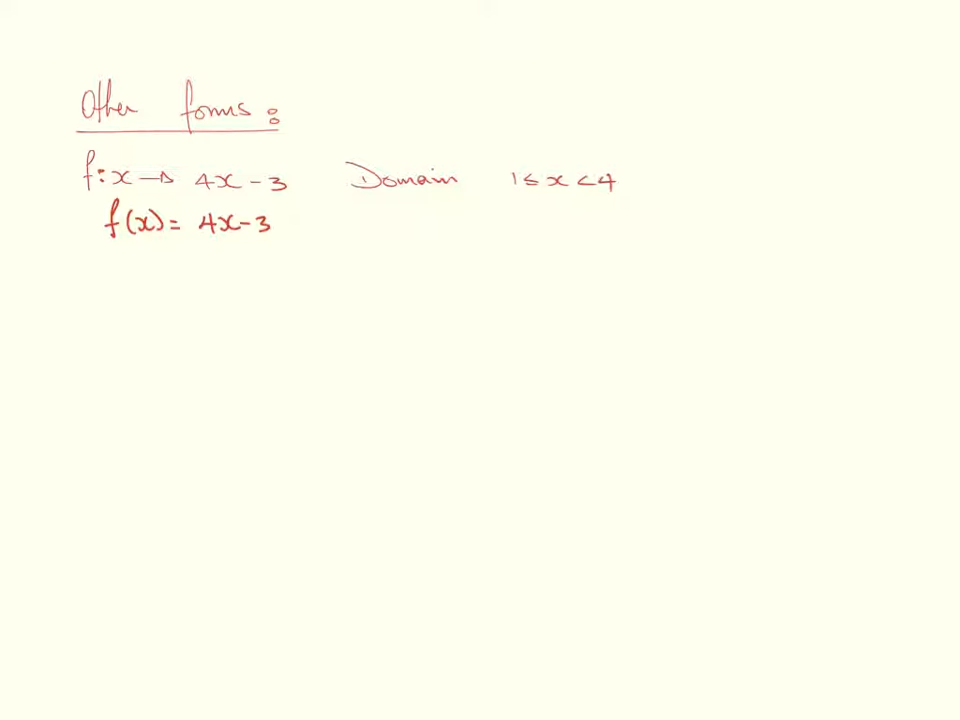 Other forms:
f: x → 4x - 3 Domain 1 ≤ x < 4
f(x) = 4x - 3